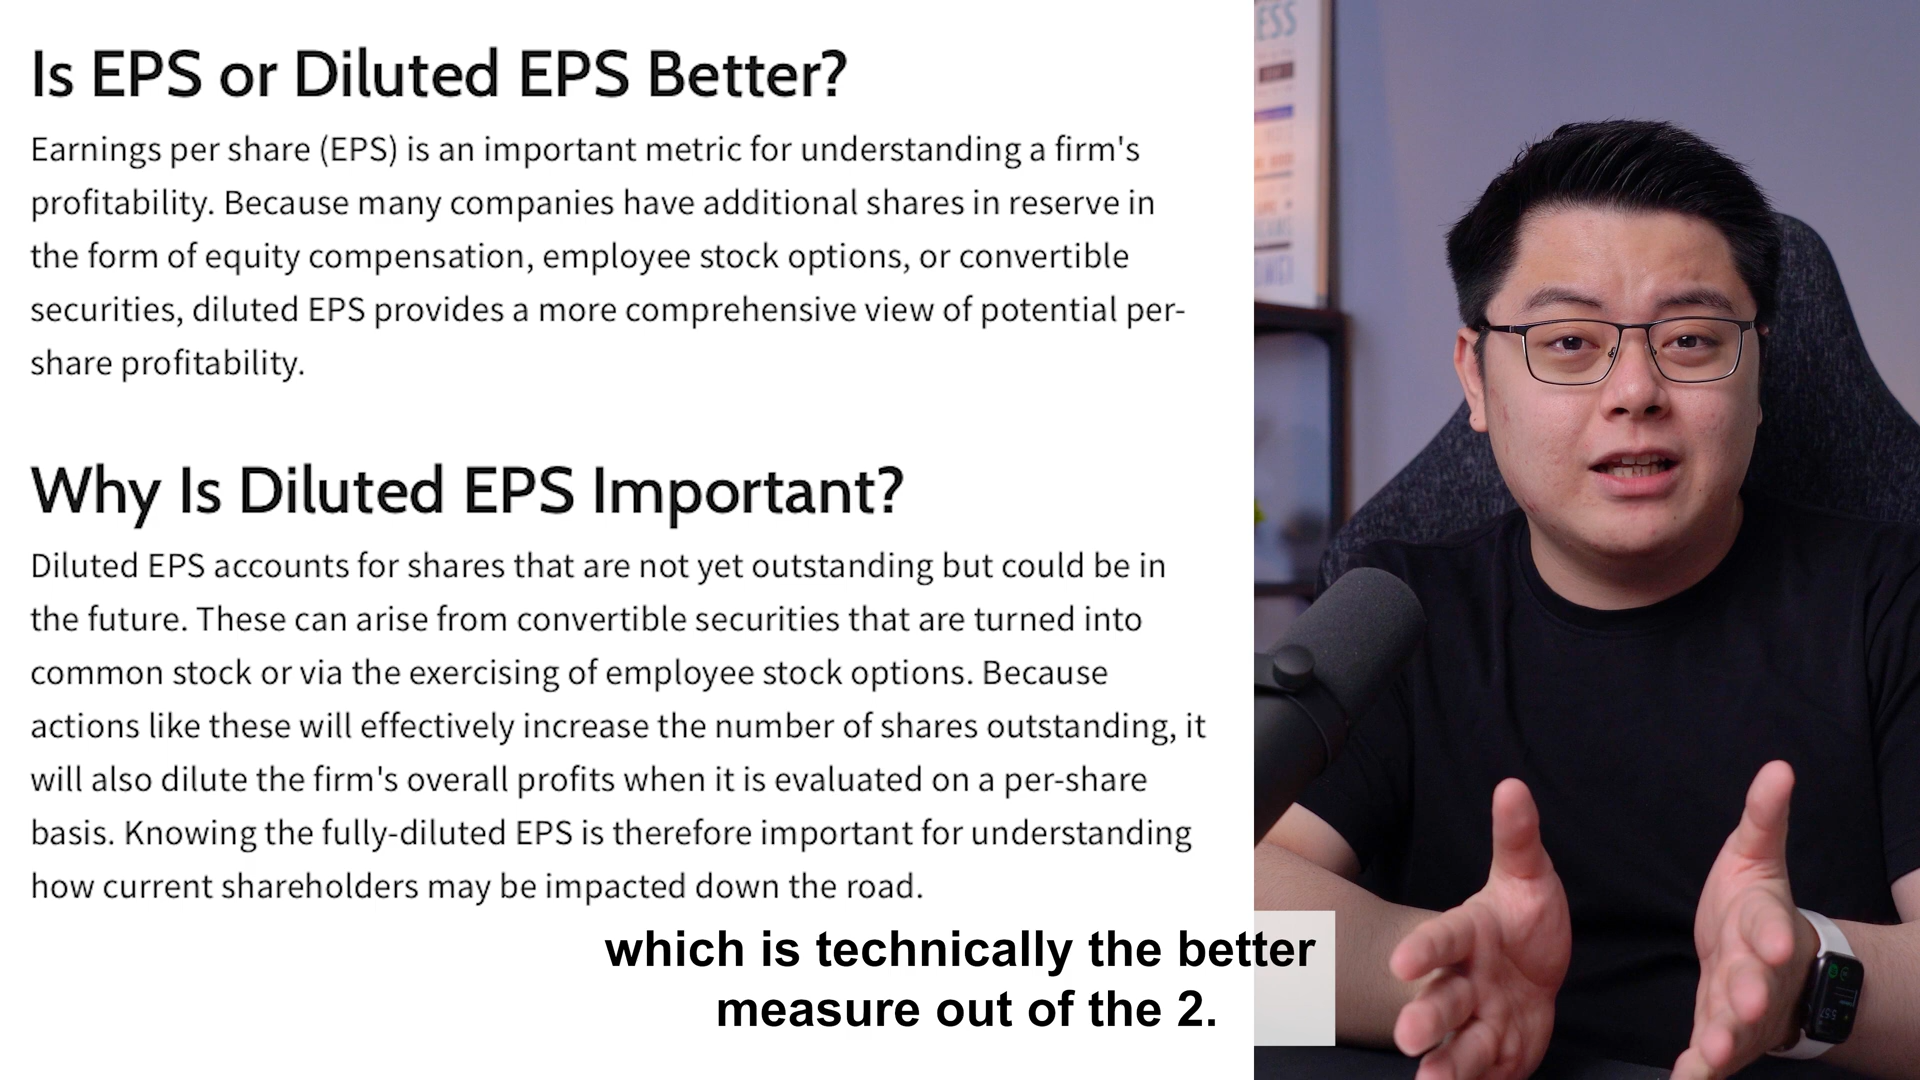 Is EPS or Diluted EPS Better?
Earnings per share (EPS) is an important metric for understanding a firm's
profitability. Because many companies have additional shares in reserve in
the form of equity compensation, employee stock options, or convertible
securities, diluted EPS provides a more comprehensive view of potential per-
share profitability.
Why Is Diluted EPS Important?
Diluted EPS accounts for shares that are not yet outstanding but could be in
the future. These can arise from convertible securities that are turned into
common stock or via the exercising of employee stock options. Because
actions like these will effectively increase the number of shares outstanding, it
will also dilute the firm's overall profits when it is evaluated on a per-share
basis. Knowing the fully-diluted EPS is therefore important for understanding
how current shareholders may be impacted down the road.
which is technically the better
measure out of the 2.
ESS
5:57